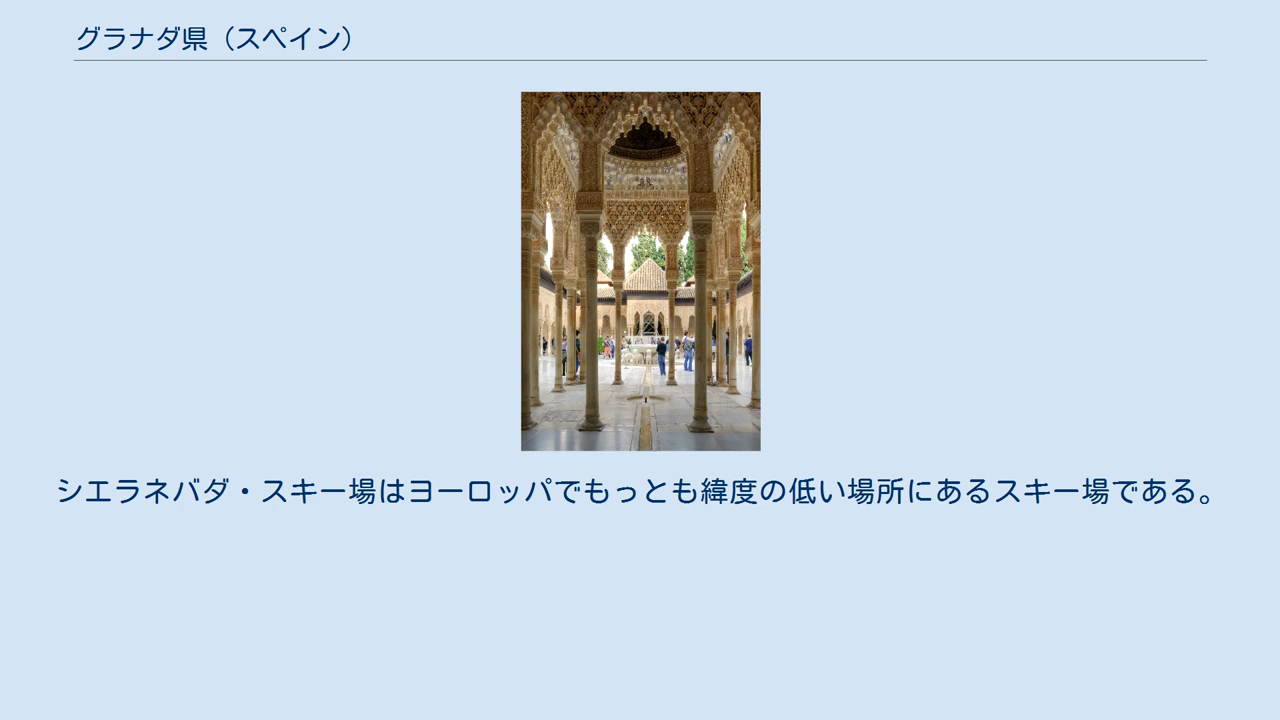 グラナダ県（スペイン）
シエラネバダ・スキー場はヨーロッパでもっとも緯度の低い場所にあるスキー場である。